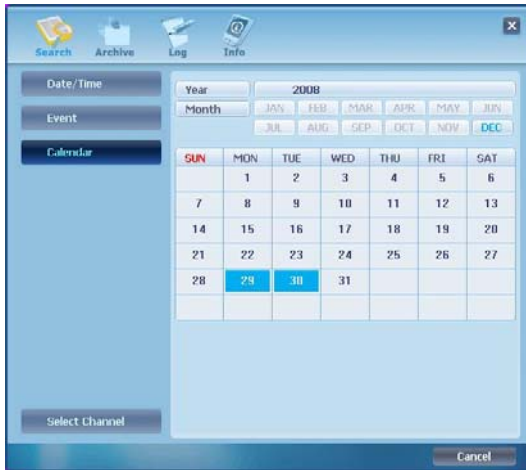 Search Archive Log Info
Date/Time
Event
Calendar
Year 2008
Month JAN FEB MAR APR MAY JUN
JUL AUG SEP OCT NOV DEC
SUN MON TUE WED THU FRI SAT
1 2 3 4 5 6
7 8 9 10 11 12 13
14 15 16 17 18 19 20
21 22 23 24 25 26 27
28 29 30 31
Select Channel
Cancel